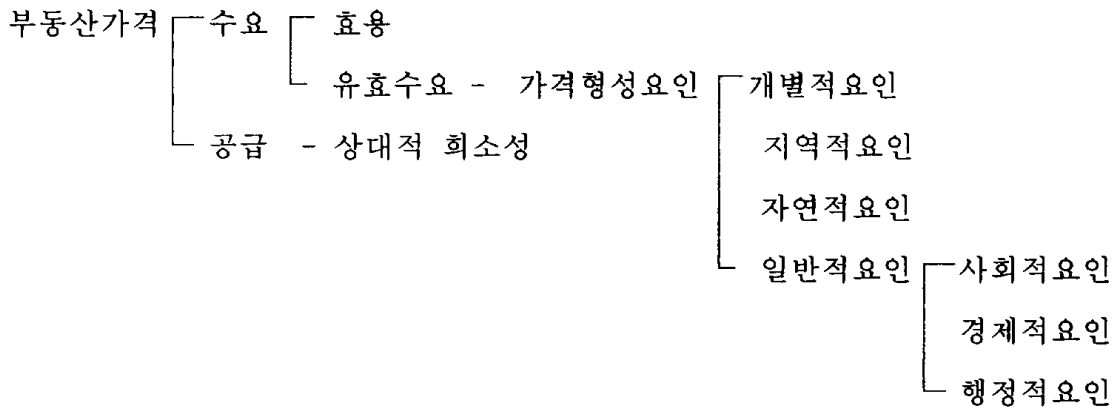 부동산가격 수요 효용
유효수요 - 가격형성요인 개별적요인
공급 - 상대적 희소성 지역적요인
자연적요인
일반적요인 사회적요인
경제적요인
행정적요인